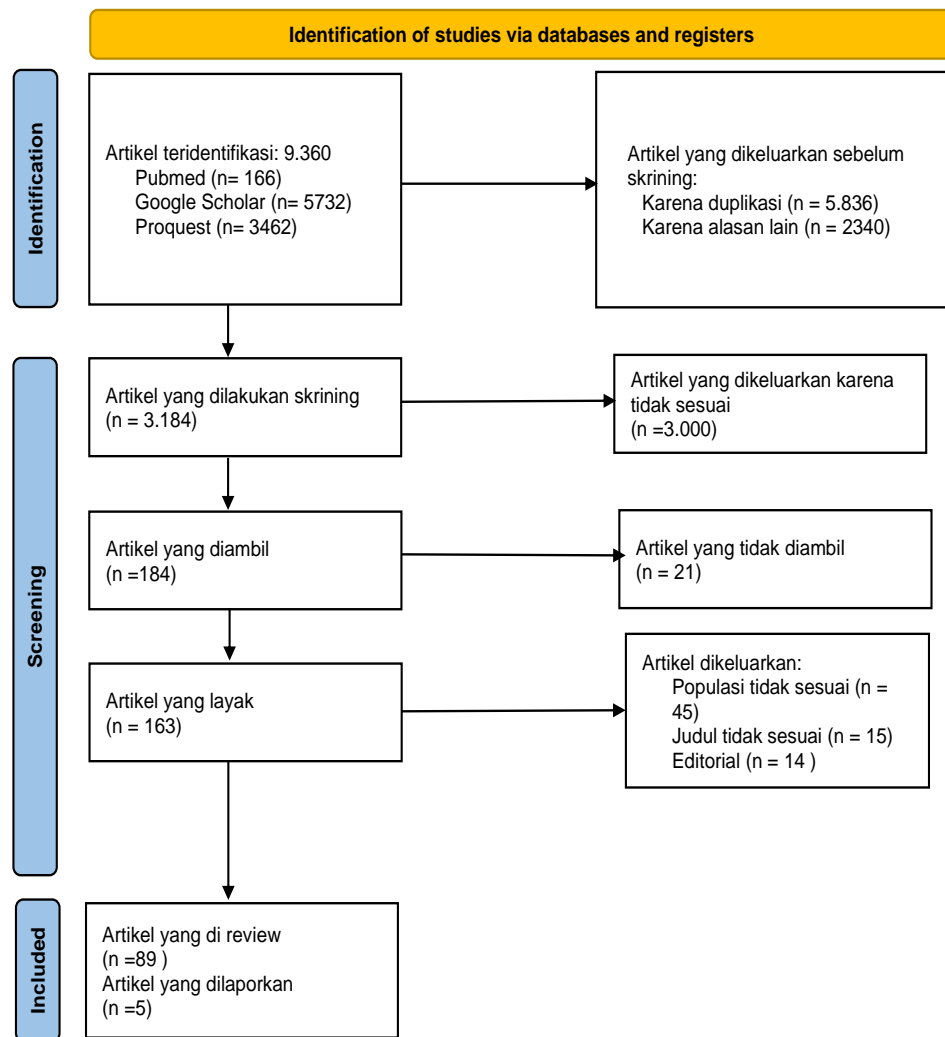 Identification of studies via databases and registers
Identification
Artikel teridentifikasi: 9.360
Pubmed (n= 166)
Google Scholar (n= 5732)
Proquest (n= 3462)
Artikel yang dikeluarkan sebelum
skrining:
Karena duplikasi (n = 5.836)
Karena alasan lain (n = 2340)
Screening
Artikel yang dilakukan skrining
(n = 3.184)
Artikel yang dikeluarkan karena
tidak sesuai
(n =3.000)
Artikel yang diambil
(n =184)
Artikel yang tidak diambil
(n = 21)
Artikel yang layak
(n = 163)
Artikel dikeluarkan:
Populasi tidak sesuai (n =
45)
Judul tidak sesuai (n = 15)
Editorial (n = 14 )
Included
Artikel yang di review
(n =89 )
Artikel yang dilaporkan
(n =5)